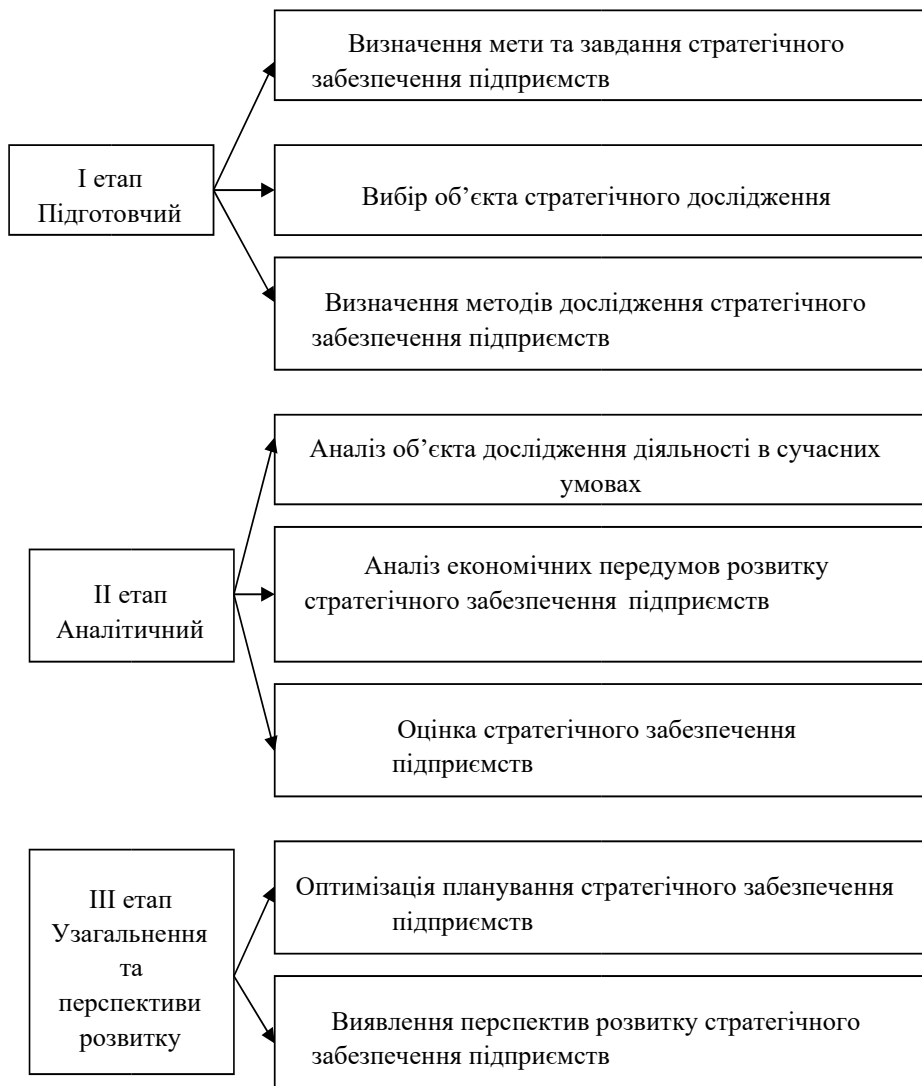 Визначення мети та завдання стратегічного
забезпечення підприємств
І етап
Підготовчий
Вибір об’єкта стратегічного дослідження
Визначення методів дослідження стратегічного
забезпечення підприємств
Аналіз об’єкта дослідження діяльності в сучасних
умовах
ІІ етап
Аналітичний
Аналіз економічних передумов розвитку
стратегічного забезпечення підприємств
Оцінка стратегічного забезпечення
підприємств
ІІІ етап
Узагальнення
та
перспективи
розвитку
Оптимізація планування стратегічного забезпечення
підприємств
Виявлення перспектив розвитку стратегічного
забезпечення підприємств